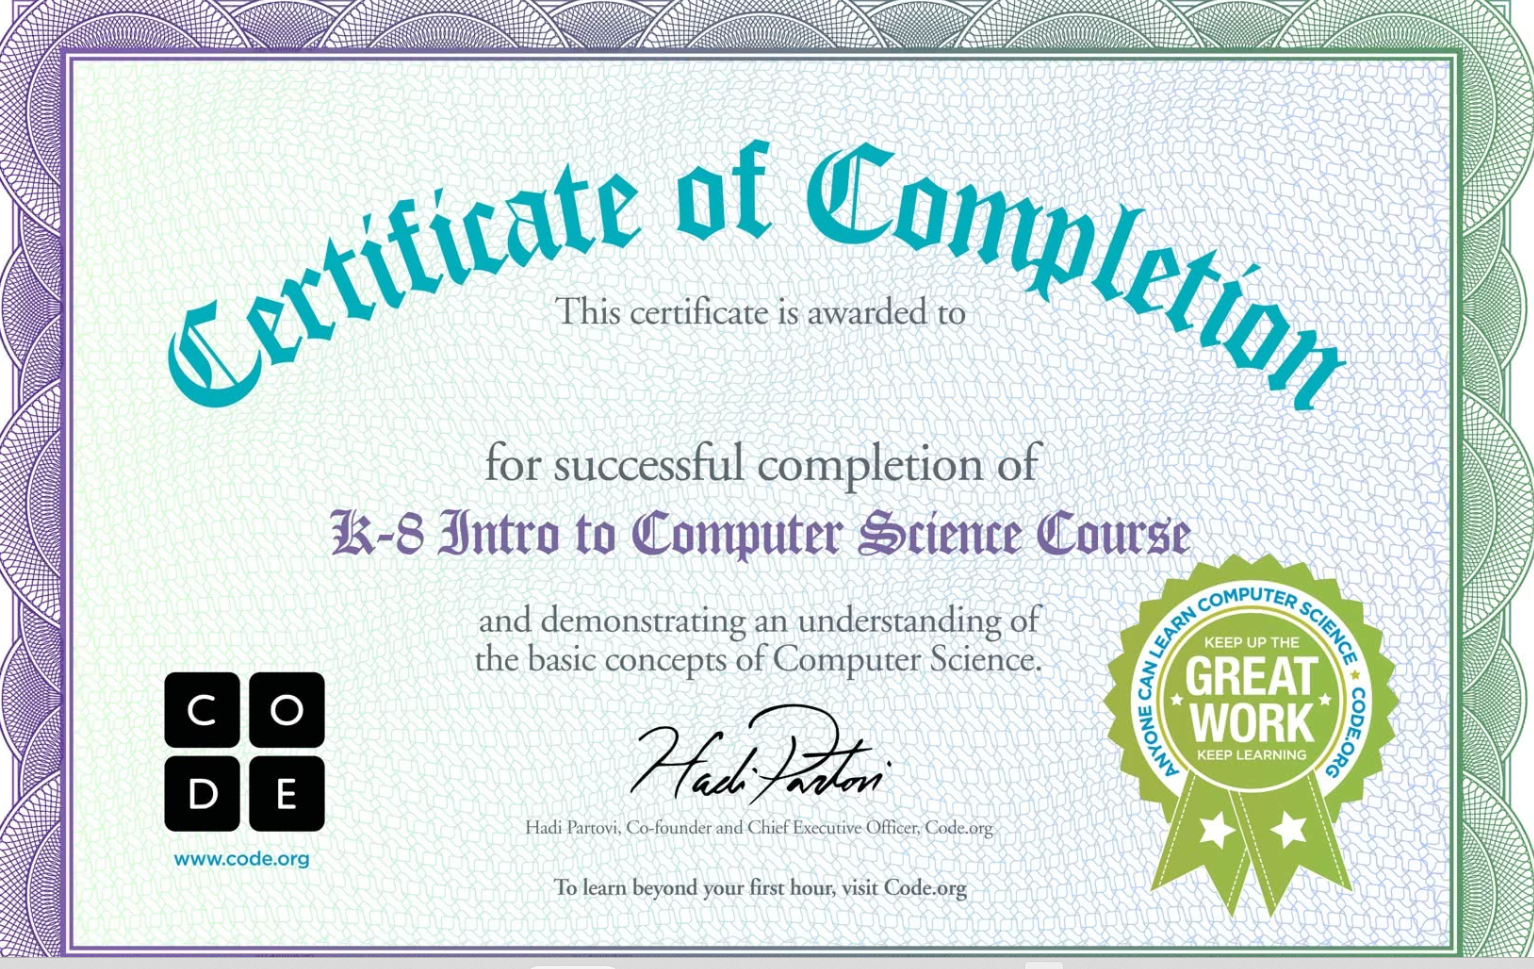 Certificate of Completion
This certificate is awarded to
for successful completion of
K-8 Intro to Computer Science Course
and demonstrating an understanding of
the basic concepts of Computer Science.
C O
D E
www.code.org
Hadi Partovi
Hadi Partovi, Co-founder and Chief Executive Officer, Code.org
To learn beyond your first hour, visit Code.org
ANYONE CAN LEARN COMPUTER SCIENCE ★ CODE.ORG
KEEP UP THE
GREAT
WORK
KEEP LEARNING